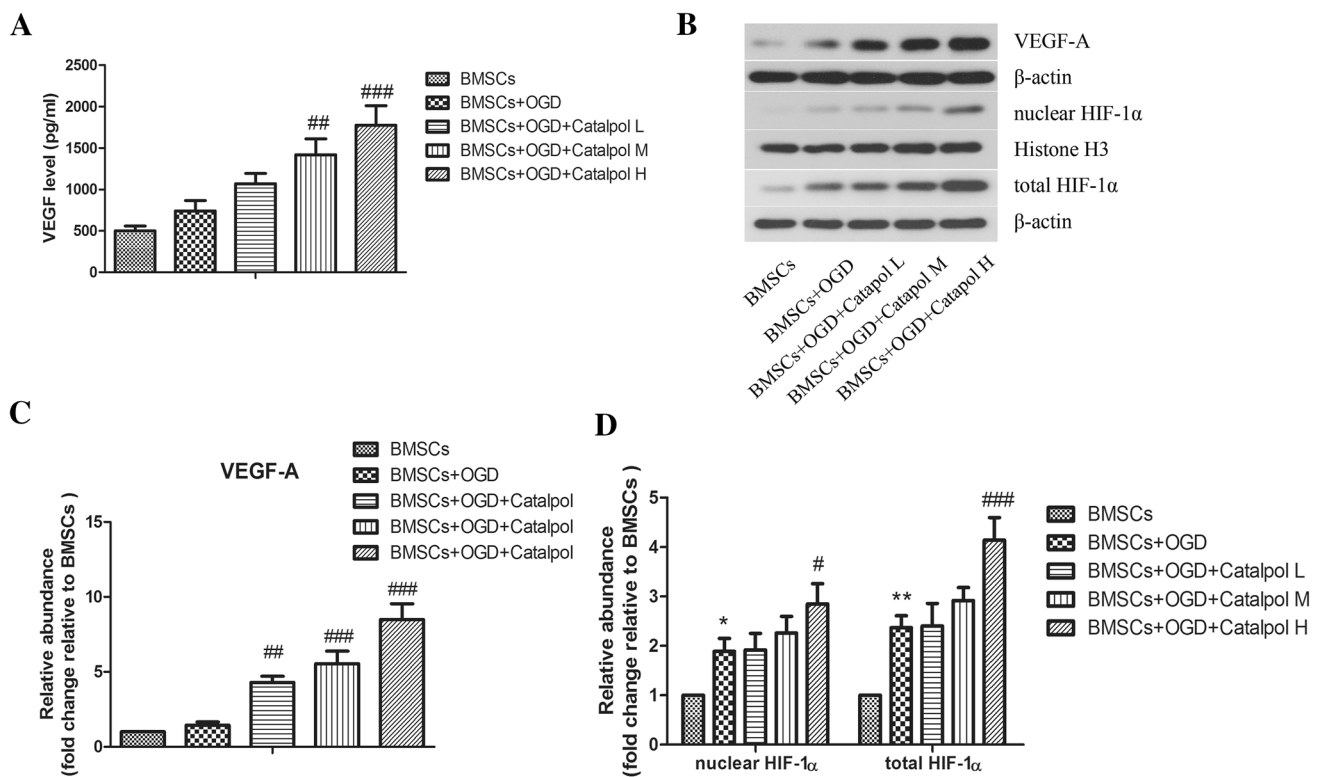 A
VEGF level (pg/ml)
2500
2000
1500
1000
500
0
##
###
BMSCs
BMSCs+OGD
BMSCs+OGD+Catalpol L
BMSCs+OGD+Catalpol M
BMSCs+OGD+Catalpol H
B
VEGF-A
β-actin
nuclear HIF-1α
Histone H3
total HIF-1α
β-actin
BMSCs
BMSCs+OGD
BMSCs+OGD+Catapol L
BMSCs+OGD+Catapol M
BMSCs+OGD+Catapol H
C
VEGF-A
Relative abundance
(fold change relative to BMSCs )
15
10
5
0
##
###
###
BMSCs
BMSCs+OGD
BMSCs+OGD+Catalpol
BMSCs+OGD+Catalpol
BMSCs+OGD+Catalpol
D
Relative abundance
(fold change relative to BMSCs )
5
4
3
2
1
0
*
#
**
###
nuclear HIF-1α
total HIF-1α
BMSCs
BMSCs+OGD
BMSCs+OGD+Catalpol L
BMSCs+OGD+Catalpol M
BMSCs+OGD+Catalpol H